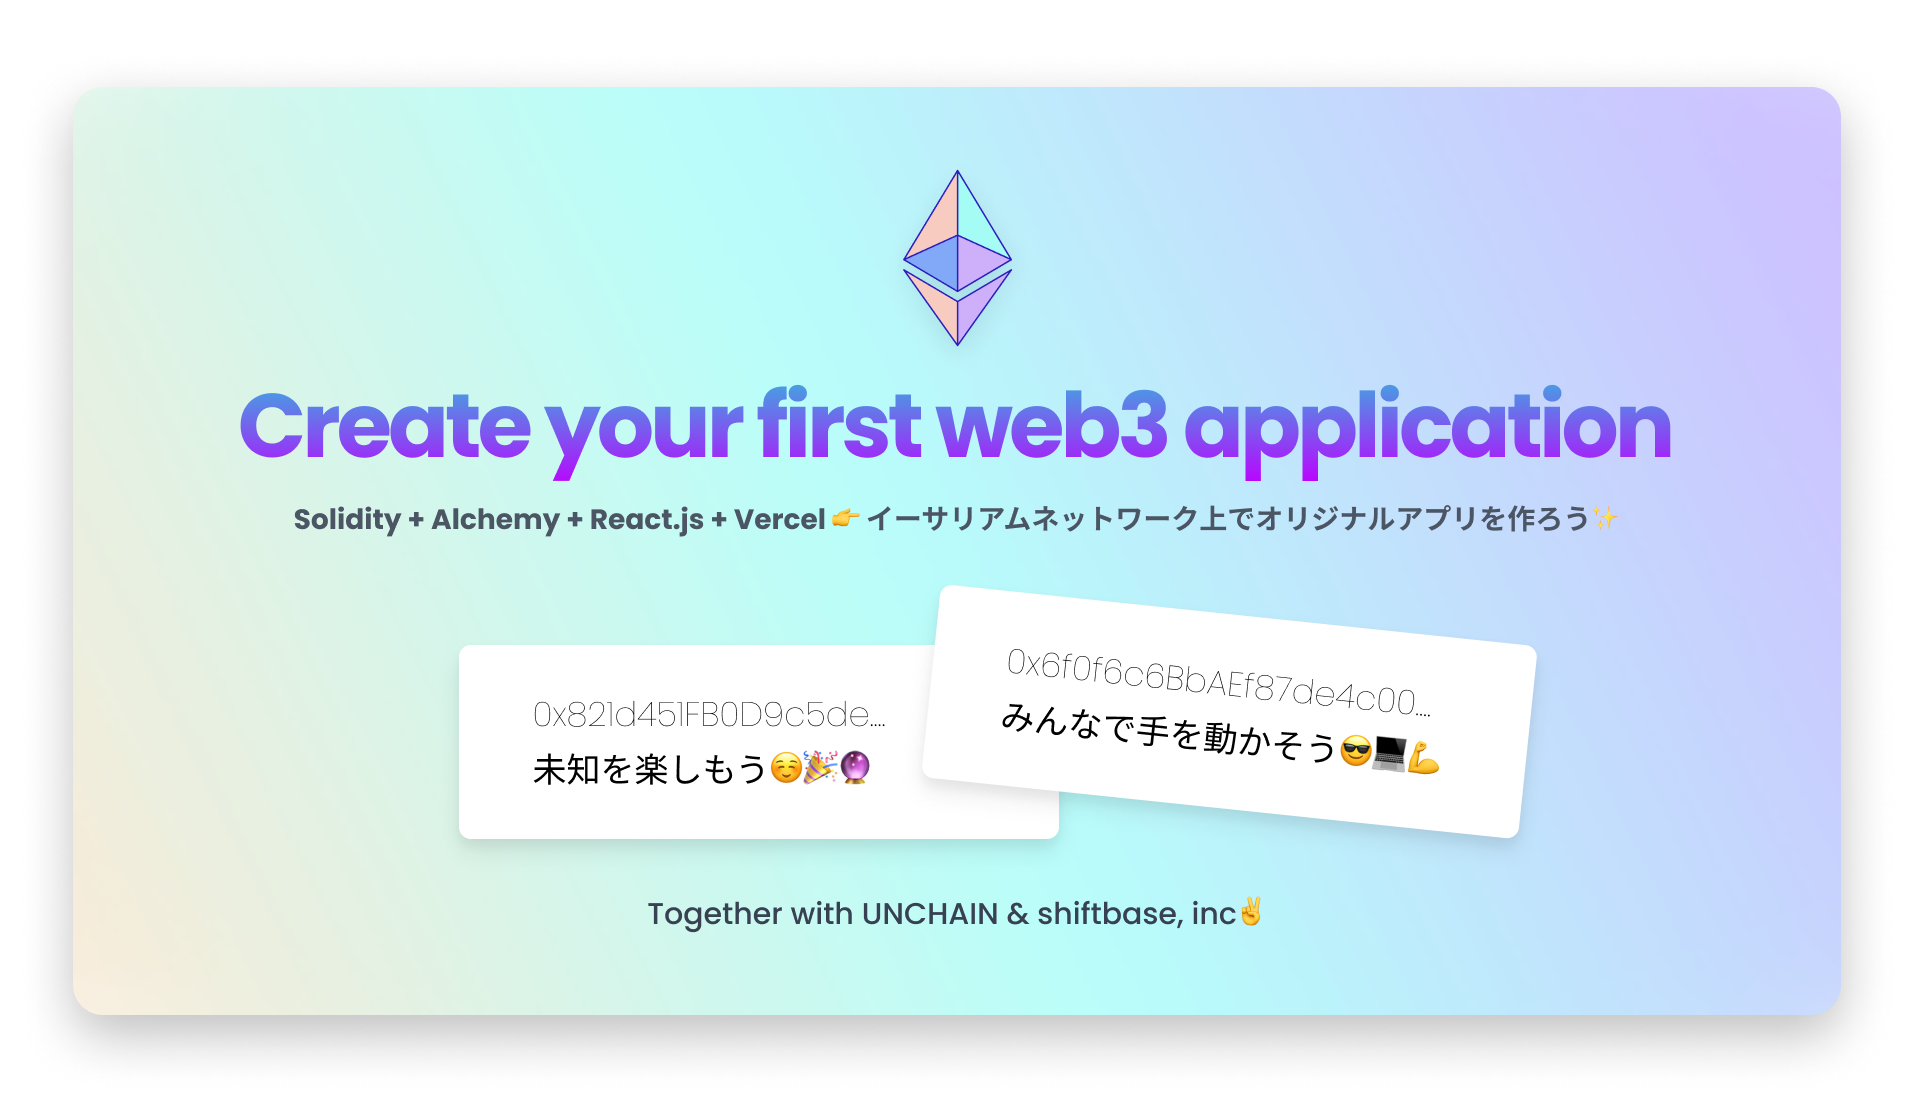 Create your first web3 application
Solidity + Alchemy + React.js + Vercel 👉 イーサリアムネットワーク上でオリジナルアプリを作ろう✨
0x821d451FB0D9c5de....
未知を楽しもう☺️🎉🔮
0x6f0f6c6BbAEf87de4c00....
みんなで手を動かそう😎💻💪
Together with UNCHAIN & shiftbase, inc✌️